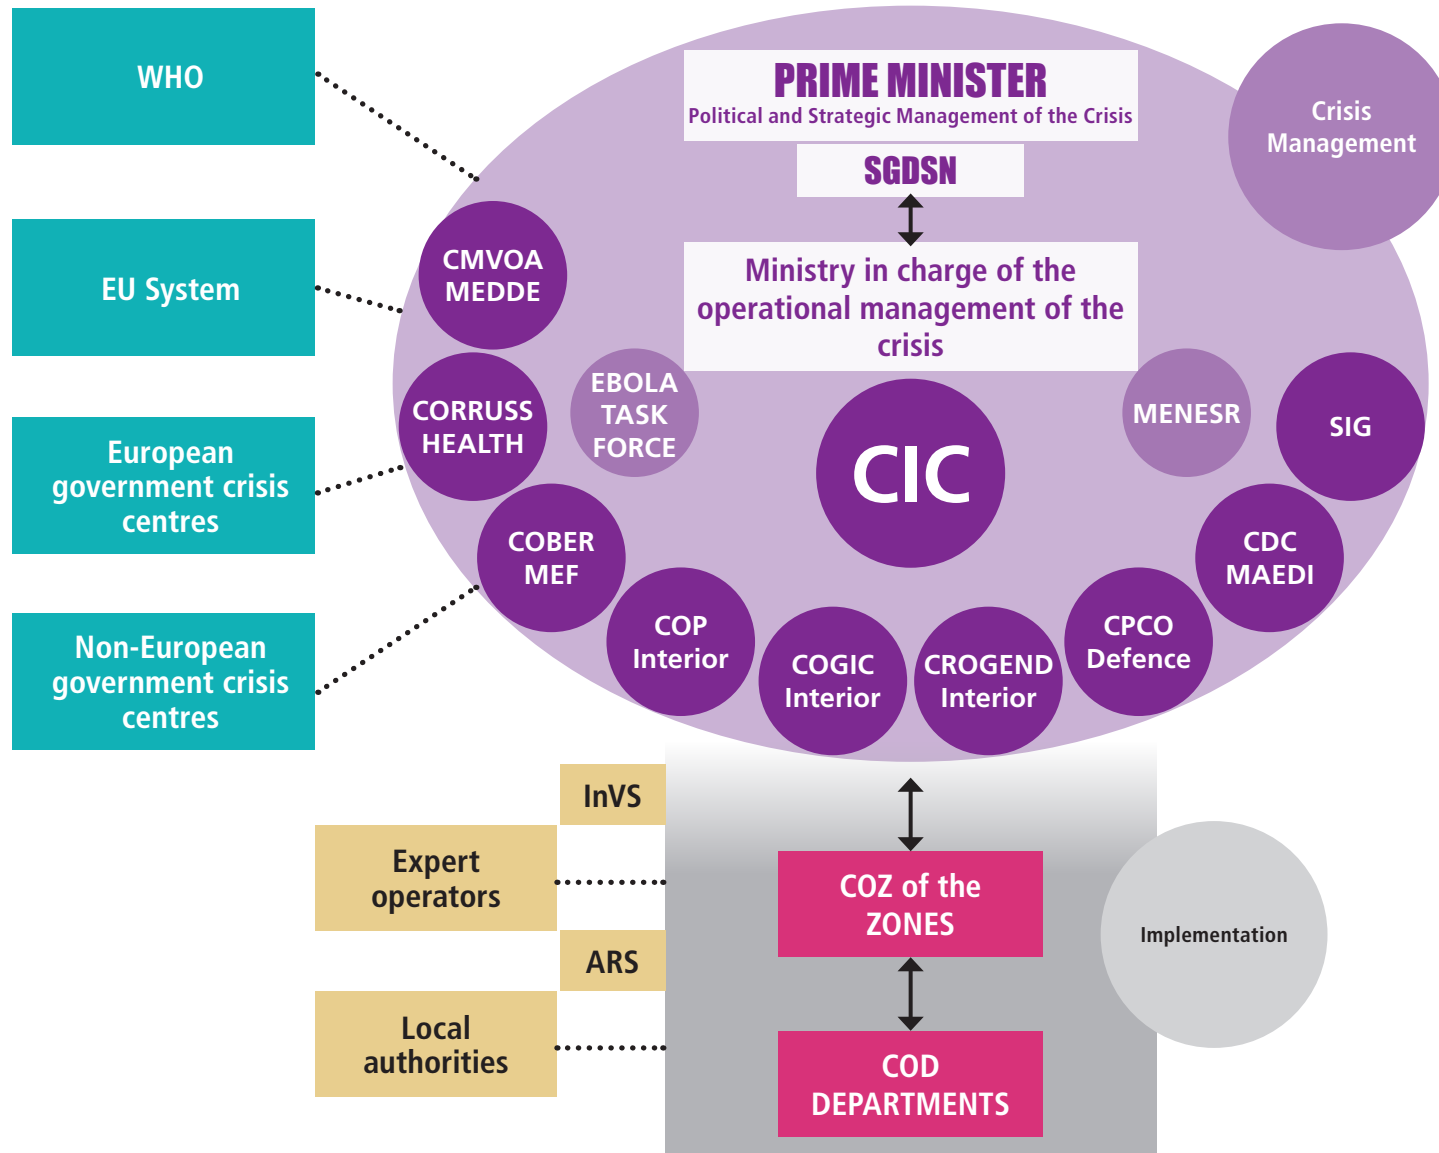 WHO
EU System
European
government crisis
centres
Non-European
government crisis
centres
PRIME MINISTER
Political and Strategic Management of the Crisis
SGDSN
Ministry in charge of the
operational management of the
crisis
Crisis
Management
CMVOA
MEDDE
CORRUSS
HEALTH
EBOLA
TASK
FORCE
CIC
MENESR
SIG
COBER
MEF
COP
Interior
COGIC
Interior
CROGEND
Interior
CPCO
Defence
CDC
MAEDI
InVS
Expert
operators
ARS
Local
authorities
COZ of the
ZONES
COD
DEPARTMENTS
Implementation